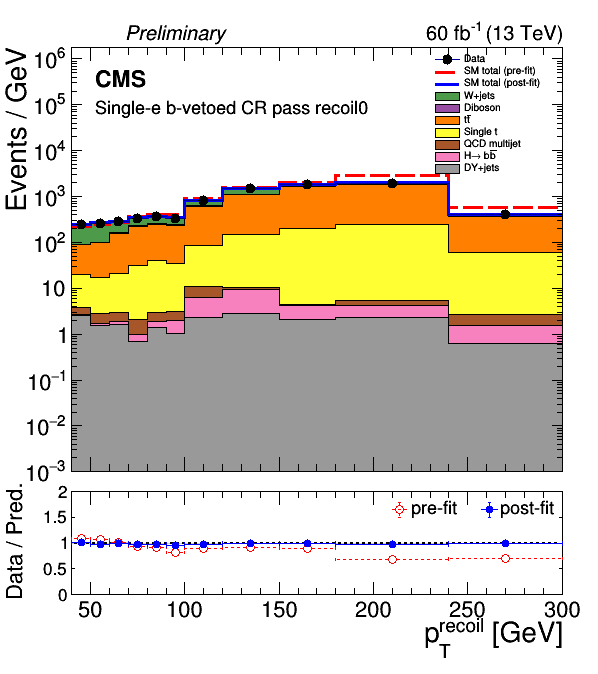 Preliminary 60 fb⁻¹ (13 TeV)
Events / GeV
CMS
Single-e b-vetoed CR pass recoil0
Data
SM total (pre-fit)
SM total (post-fit)
W+jets
Diboson
tt̅
Single t
QCD multijet
H→ bb̅
DY+jets
10⁶
10⁵
10⁴
10³
10²
10
1
10⁻¹
10⁻²
10⁻³
Data / Pred.
pre-fit post-fit
2
1.5
1
0.5
0
50 100 150 200 250 300
p_T^recoil [GeV]